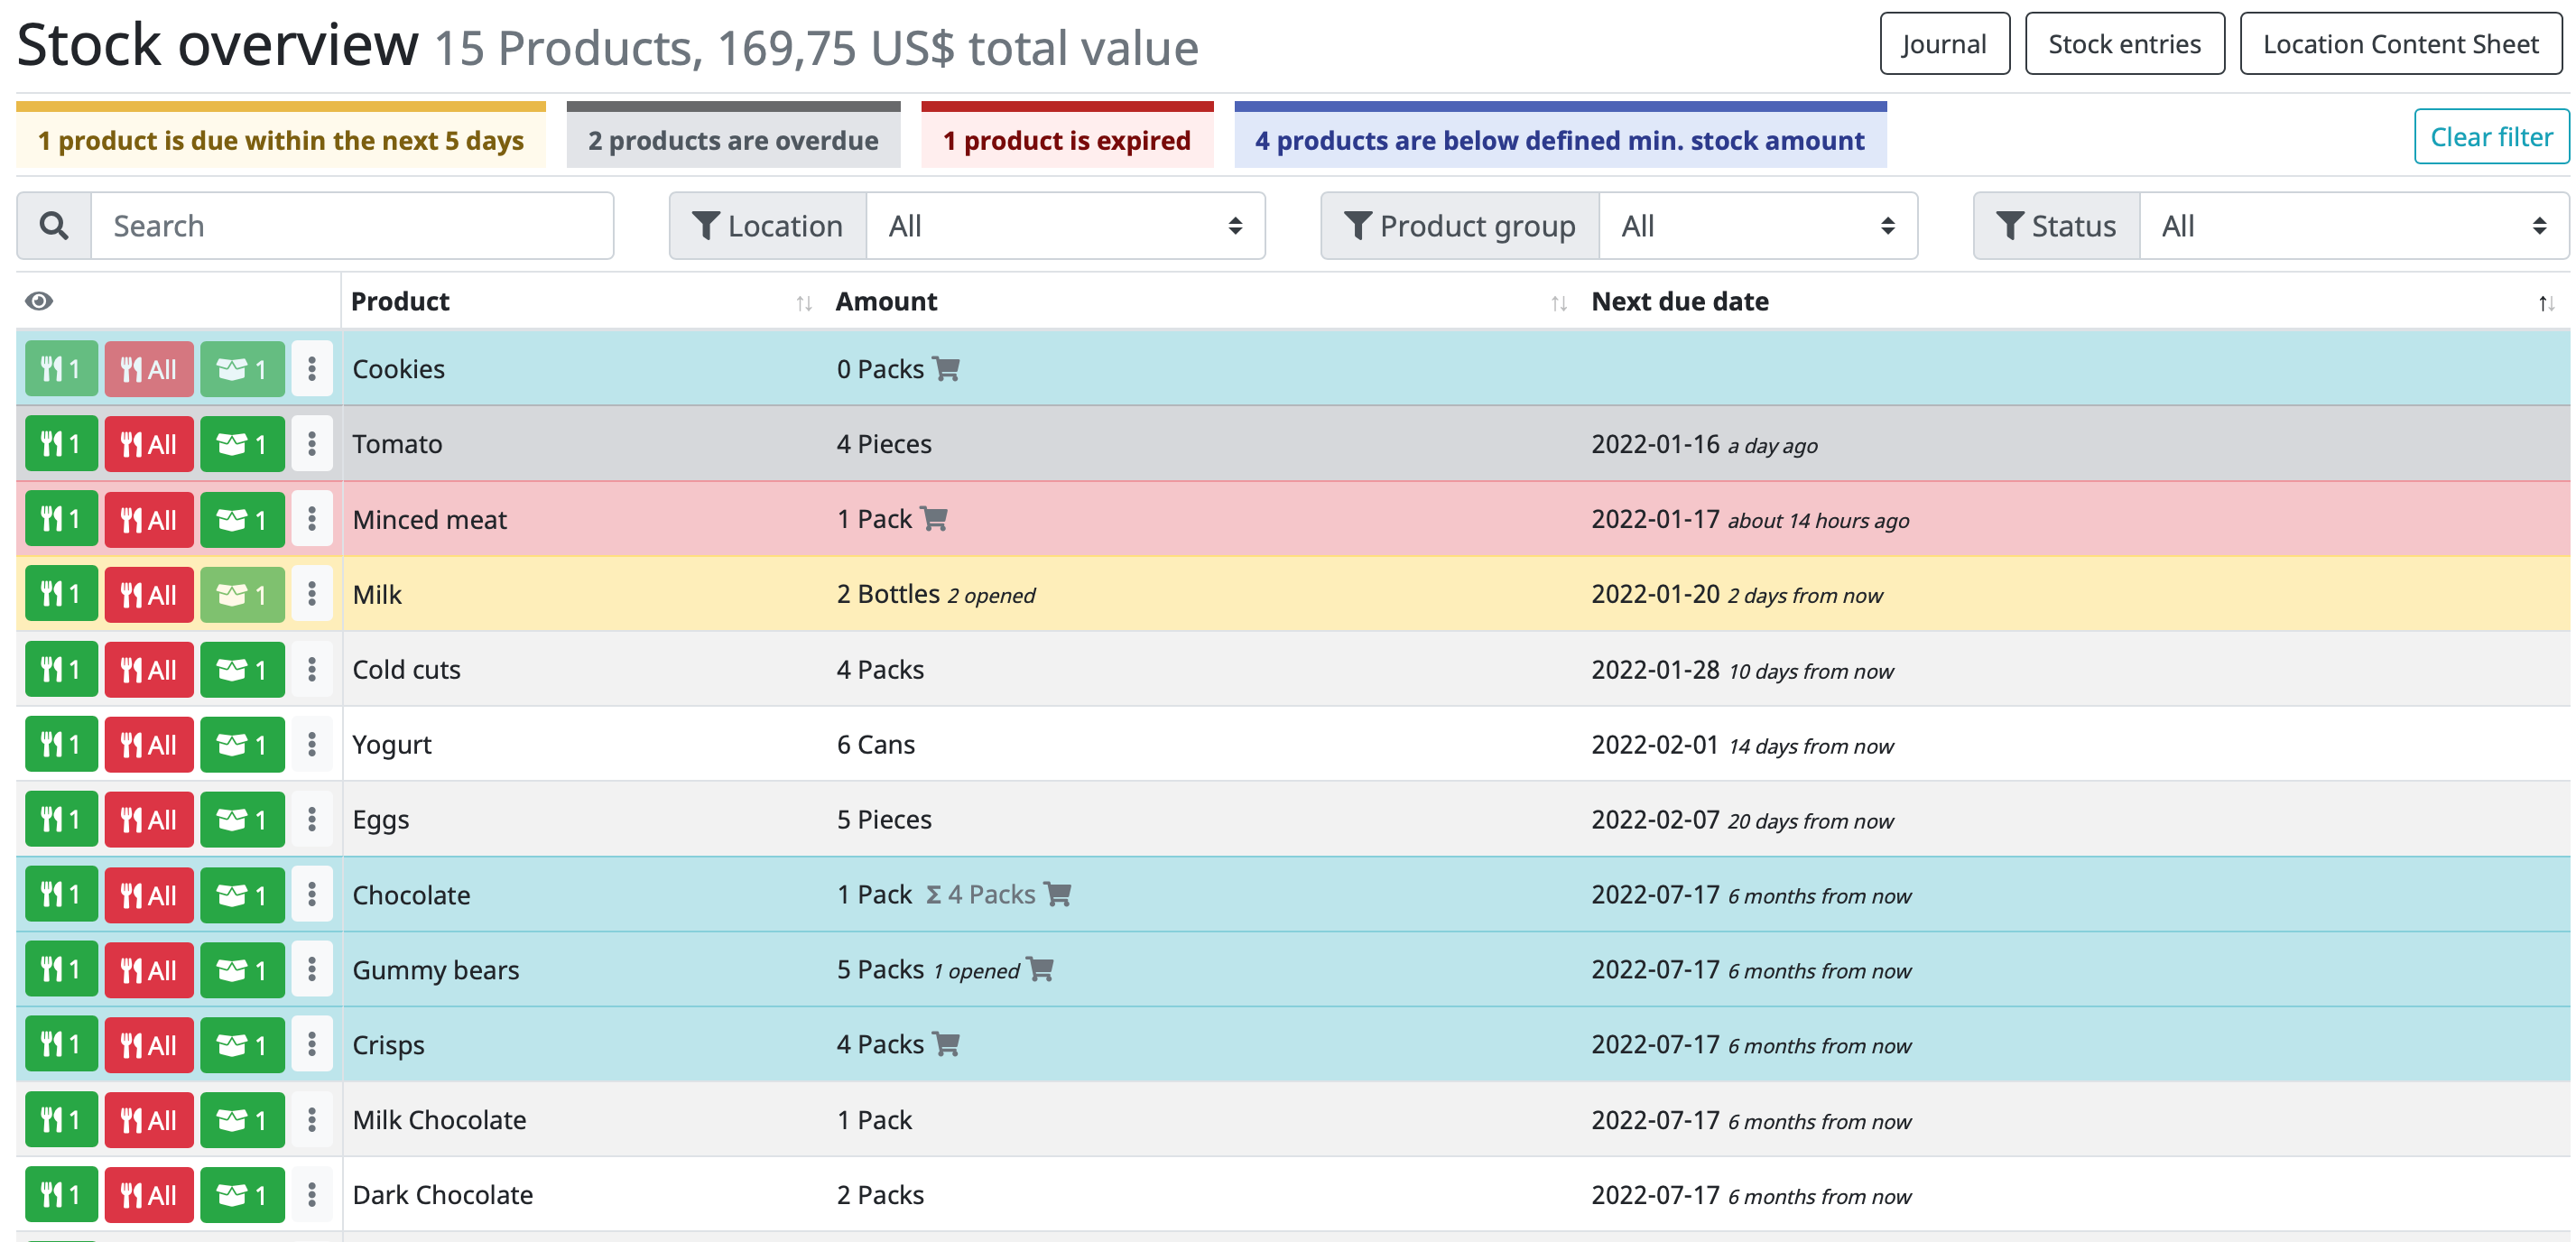 Stock overview 15 Products, 169,75 US$ total value
Journal
Stock entries
Location Content Sheet
1 product is due within the next 5 days
2 products are overdue
1 product is expired
4 products are below defined min. stock amount
Clear filter
Search
Location
All
Product group
All
Status
All
Product Amount Next due date
1 All 1 Cookies 0 Packs
1 All 1 Tomato 4 Pieces 2022-01-16 a day ago
1 All 1 Minced meat 1 Pack 2022-01-17 about 14 hours ago
1 All 1 Milk 2 Bottles 2 opened 2022-01-20 2 days from now
1 All 1 Cold cuts 4 Packs 2022-01-28 10 days from now
1 All 1 Yogurt 6 Cans 2022-02-01 14 days from now
1 All 1 Eggs 5 Pieces 2022-02-07 20 days from now
1 All 1 Chocolate 1 Pack Σ 4 Packs 2022-07-17 6 months from now
1 All 1 Gummy bears 5 Packs 1 opened 2022-07-17 6 months from now
1 All 1 Crisps 4 Packs 2022-07-17 6 months from now
1 All 1 Milk Chocolate 1 Pack 2022-07-17 6 months from now
1 All 1 Dark Chocolate 2 Packs 2022-07-17 6 months from now